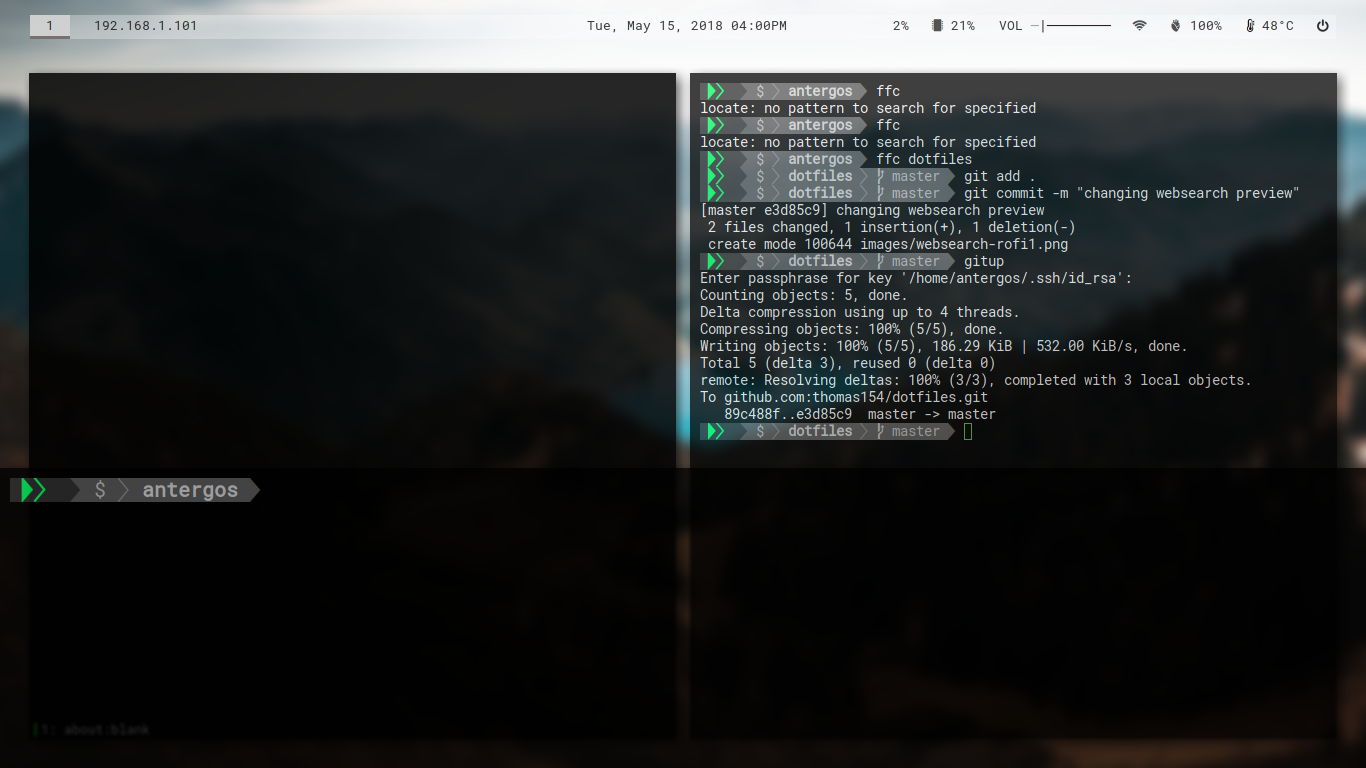 1 192.168.1.101 Tue, May 15, 2018 04:00PM 2% 21% VOL 100% 48°C
$ antergos ffc
locate: no pattern to search for specified
$ antergos ffc
locate: no pattern to search for specified
$ antergos ffc dotfiles
$ dotfiles master git add .
$ dotfiles master git commit -m "changing websearch preview"
[master e3d85c9] changing websearch preview
2 files changed, 1 insertion(+), 1 deletion(-)
create mode 100644 images/websearch-rofi1.png
$ dotfiles master gitup
Enter passphrase for key '/home/antergos/.ssh/id_rsa':
Counting objects: 5, done.
Delta compression using up to 4 threads.
Compressing objects: 100% (5/5), done.
Writing objects: 100% (5/5), 186.29 KiB | 532.00 KiB/s, done.
Total 5 (delta 3), reused 0 (delta 0)
remote: Resolving deltas: 100% (3/3), completed with 3 local objects.
To github.com:thomas154/dotfiles.git
89c488f..e3d85c9 master -> master
$ dotfiles master
$ antergos
1: about:blank